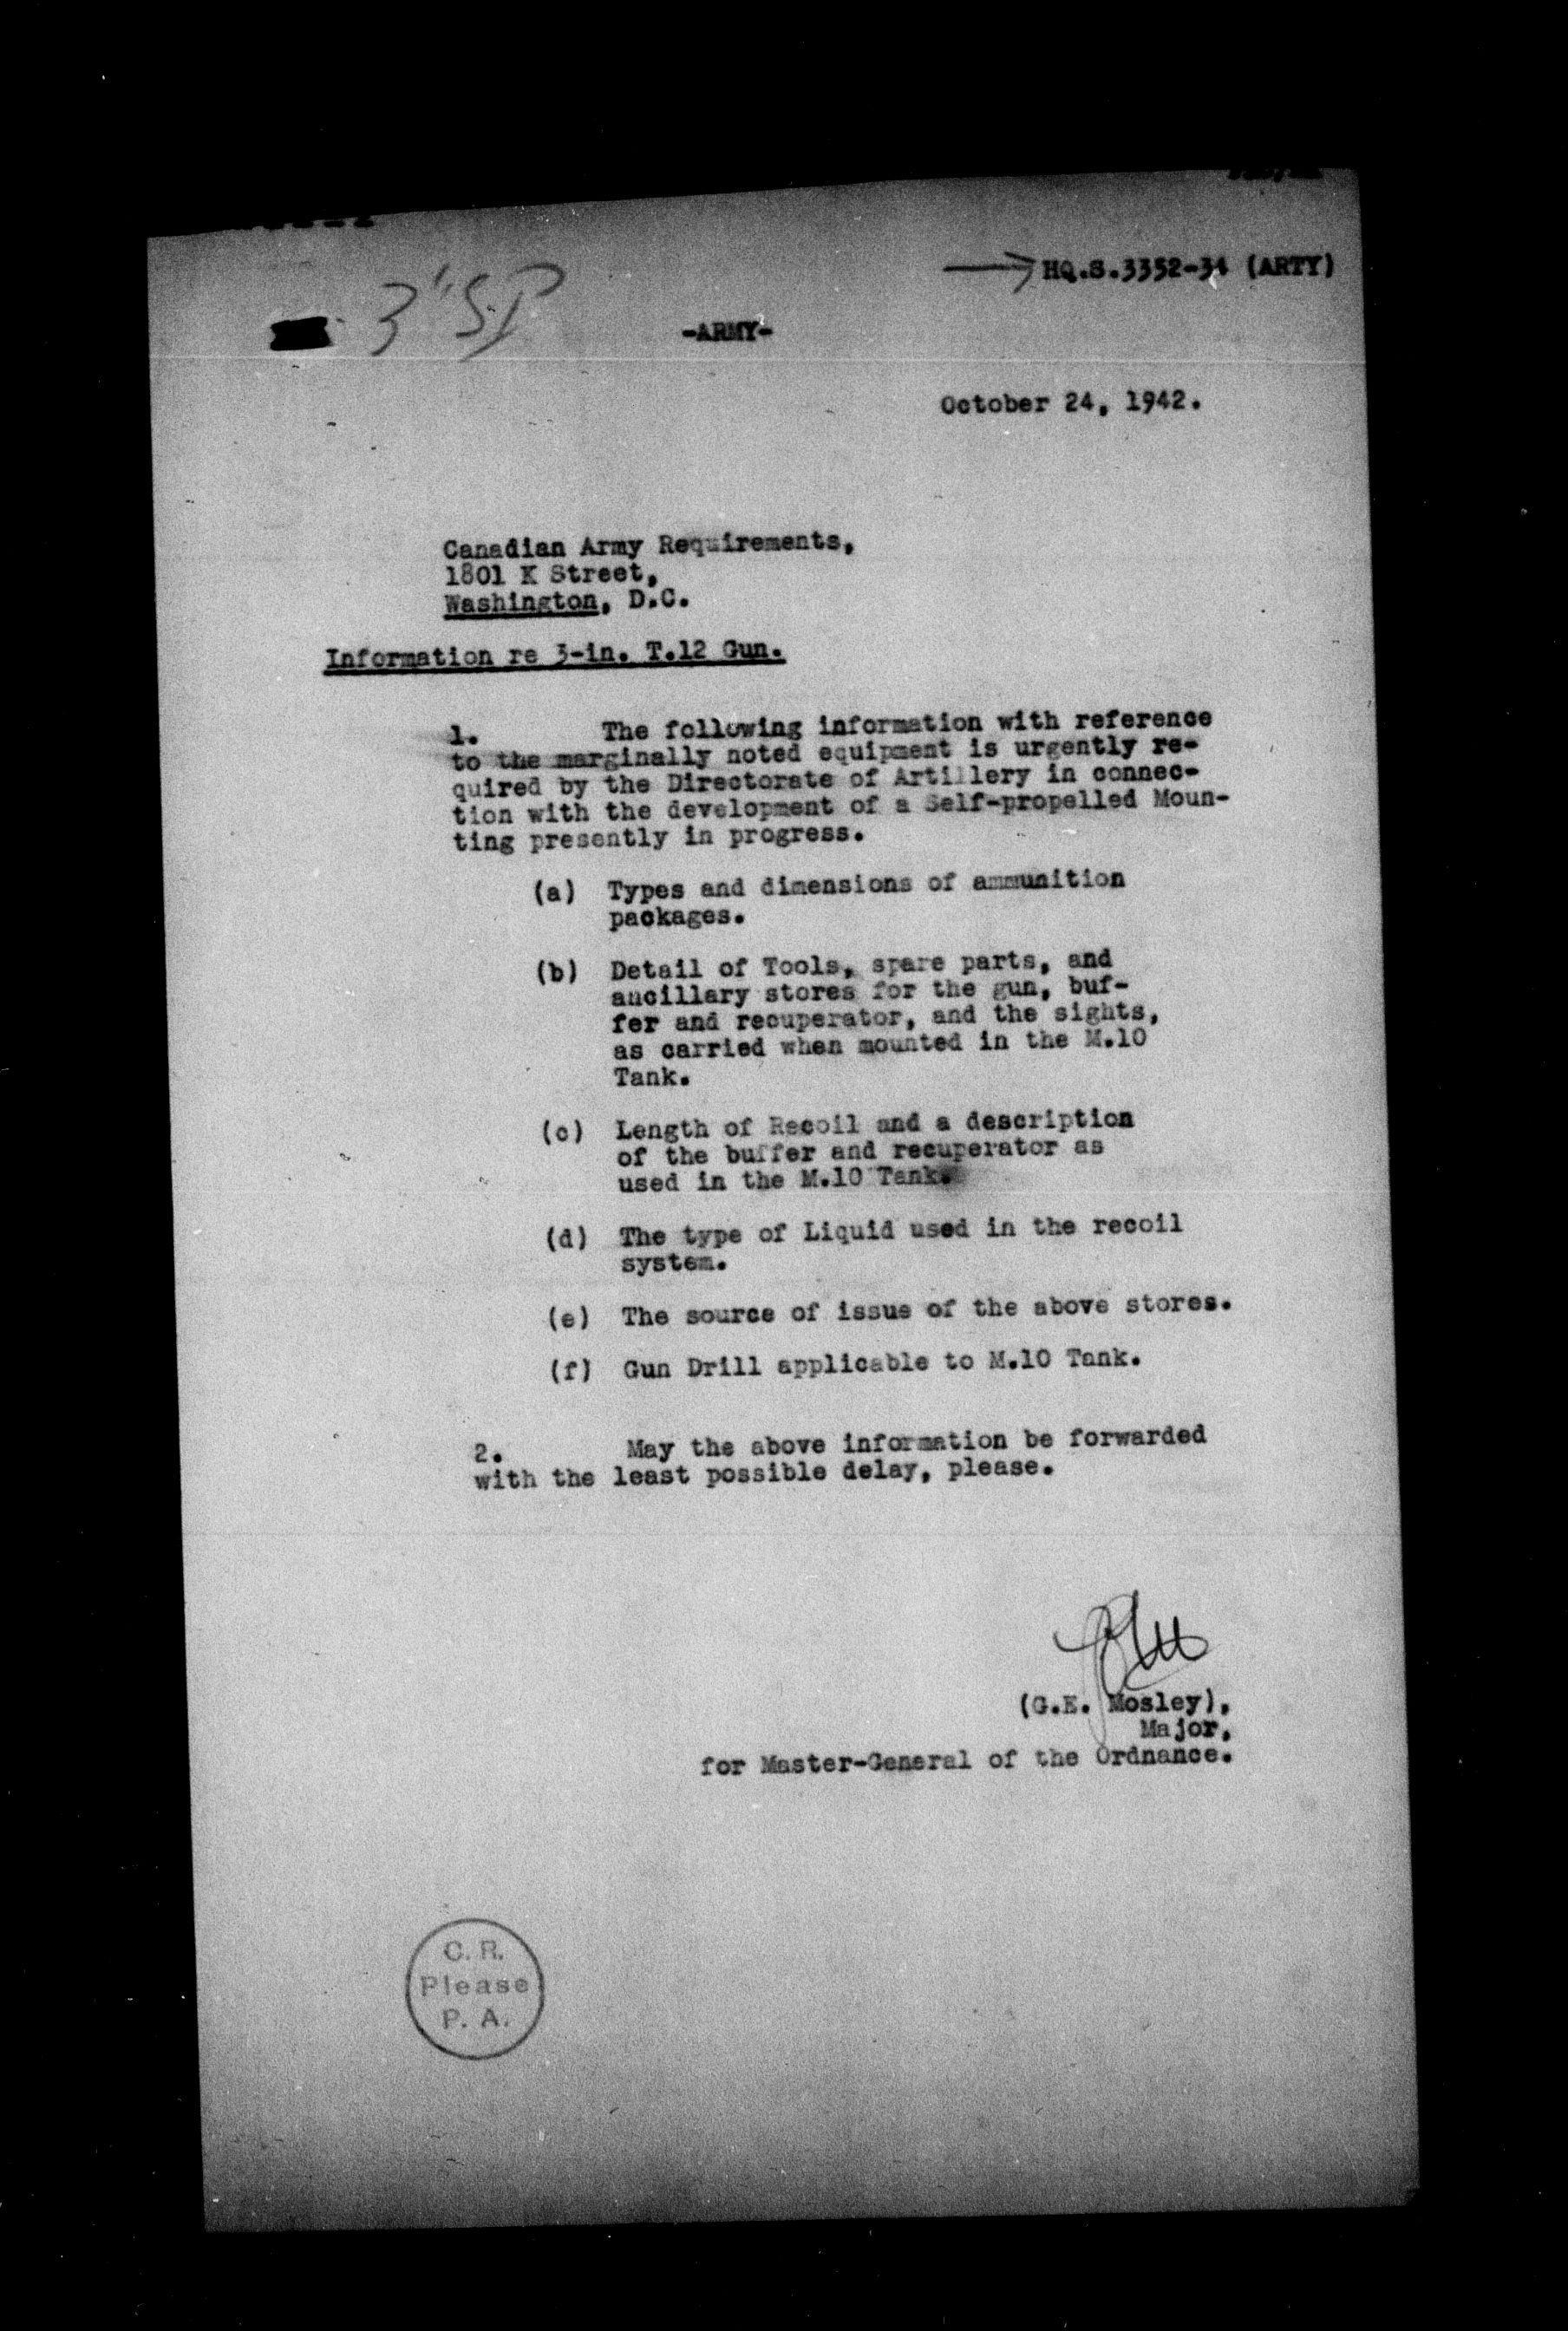 HQ.S.3352-34 (ARTY)
3" SP
-ARMY-
October 24, 1942.
Canadian Army Requirements,
1801 K Street,
Washington, D.C.
Information re 3-in. T.12 Gun.
1. The following information with reference
to the marginally noted equipment is urgently re-
quired by the Directorate of Artillery in connec-
tion with the development of a Self-propelled Moun-
ting presently in progress.
(a) Types and dimensions of ammunition
packages.
(b) Detail of Tools, spare parts, and
ancillary stores for the gun, buf-
fer and recuperator, and the sights,
as carried when mounted in the M.10
Tank.
(c) Length of Recoil and a description
of the buffer and recuperator as
used in the M.10 Tank.
(d) The type of Liquid used in the recoil
system.
(e) The source of issue of the above stores.
(f) Gun Drill applicable to M.10 Tank.
2. May the above information be forwarded
with the least possible delay, please.
(G.E. Mosley),
Major,
for Master-General of the Ordnance.
C. R.
Please
P. A.